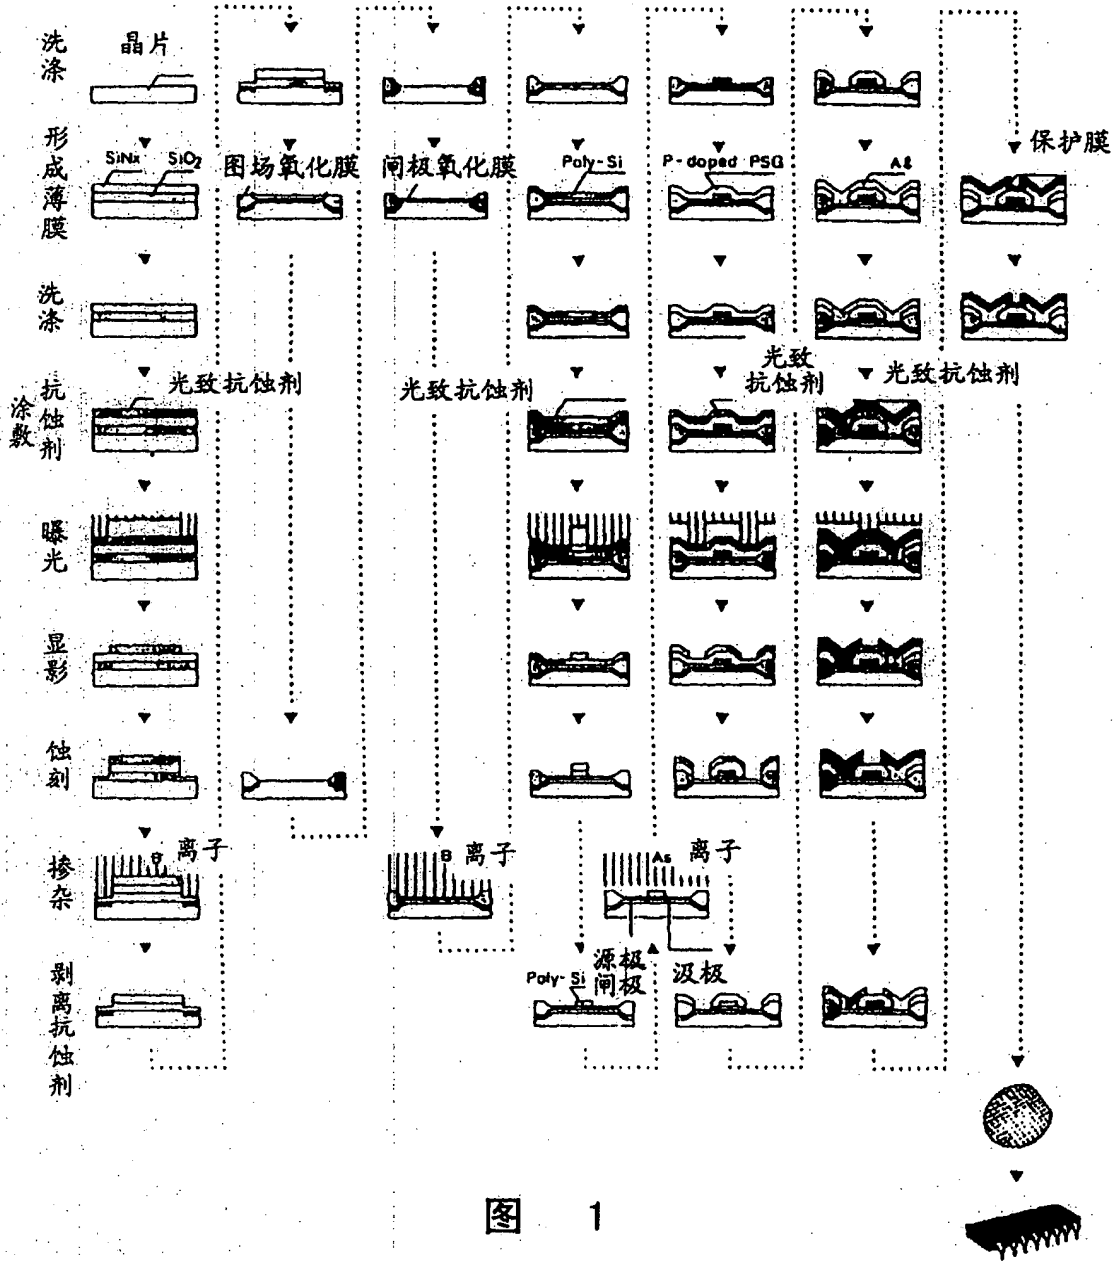 洗涤
晶片
形成薄膜
SiNx
SiO2
图场氧化膜
闸极氧化膜
Poly-Si
P-doped PSG
Al
保护膜
洗涤
涂敷
抗蚀剂
光致抗蚀剂
光致抗蚀剂
光致
抗蚀剂
光致抗蚀剂
曝光
显影
蚀刻
掺杂
B 离子
B 离子
As 离子
剥离抗蚀剂
Poly-Si
源极
闸极
汲极
图 1